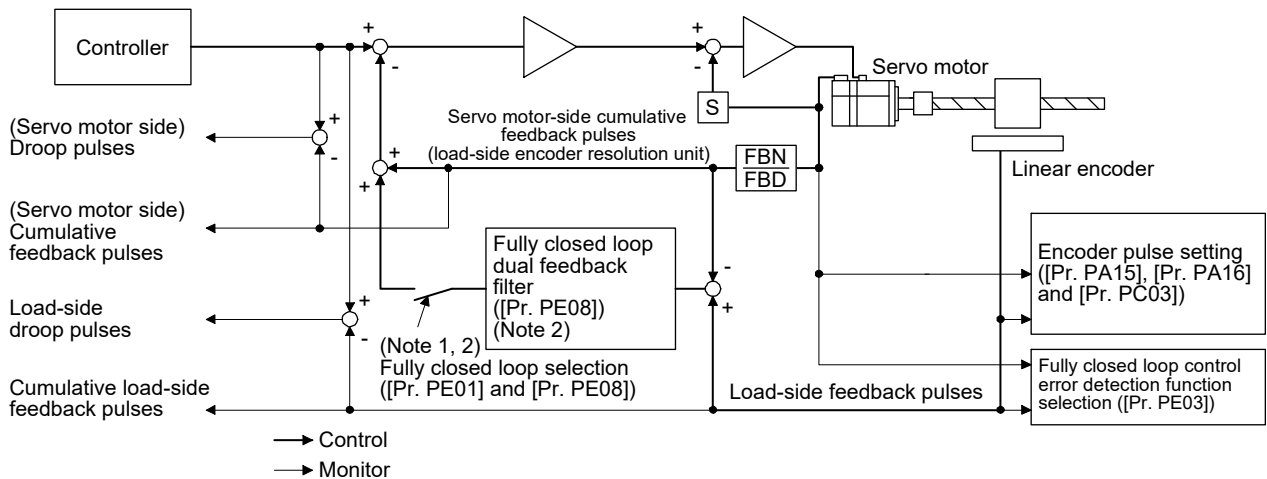 Controller
+
-
+
-
S
Servo motor
(Servo motor side)
Droop pulses
+
-
Servo motor-side cumulative
feedback pulses
(load-side encoder resolution unit)
+
+
FBN
FBD
Linear encoder
(Servo motor side)
Cumulative
feedback pulses
Fully closed loop
dual feedback
filter
([Pr. PE08])
(Note 2)
-
+
Encoder pulse setting
([Pr. PA15], [Pr. PA16]
and [Pr. PC03])
Load-side
droop pulses
+
-
(Note 1, 2)
Fully closed loop selection
([Pr. PE01] and [Pr. PE08])
Fully closed loop control
error detection function
selection ([Pr. PE03])
Cumulative load-side
feedback pulses
Load-side feedback pulses
Control
Monitor